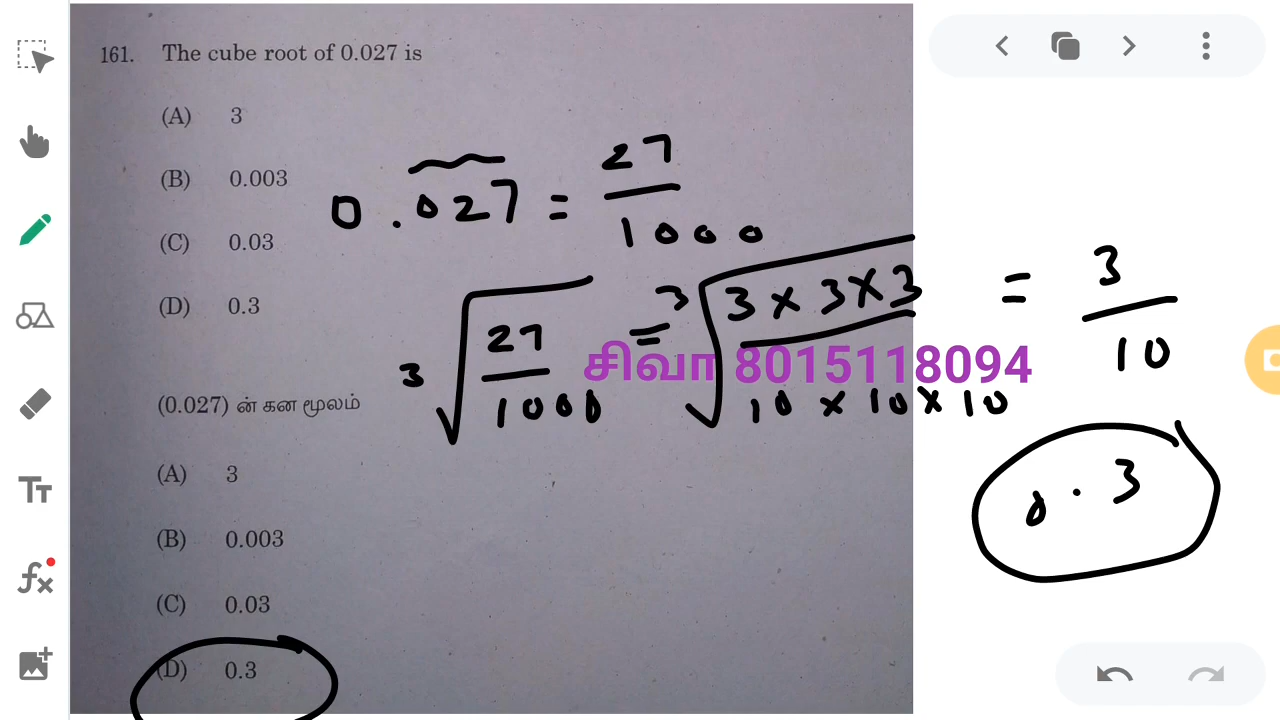 161. The cube root of 0.027 is
(A) 3
(B) 0.003
(C) 0.03
(D) 0.3
0.027 = 27/1000
3√27/1000 = 3√3×3×3/10×10×10 = 3/10
சிவா 8015118094
0.3
(0.027) ன் கன மூலம்
(A) 3
(B) 0.003
(C) 0.03
(D) 0.3
Tт
fx